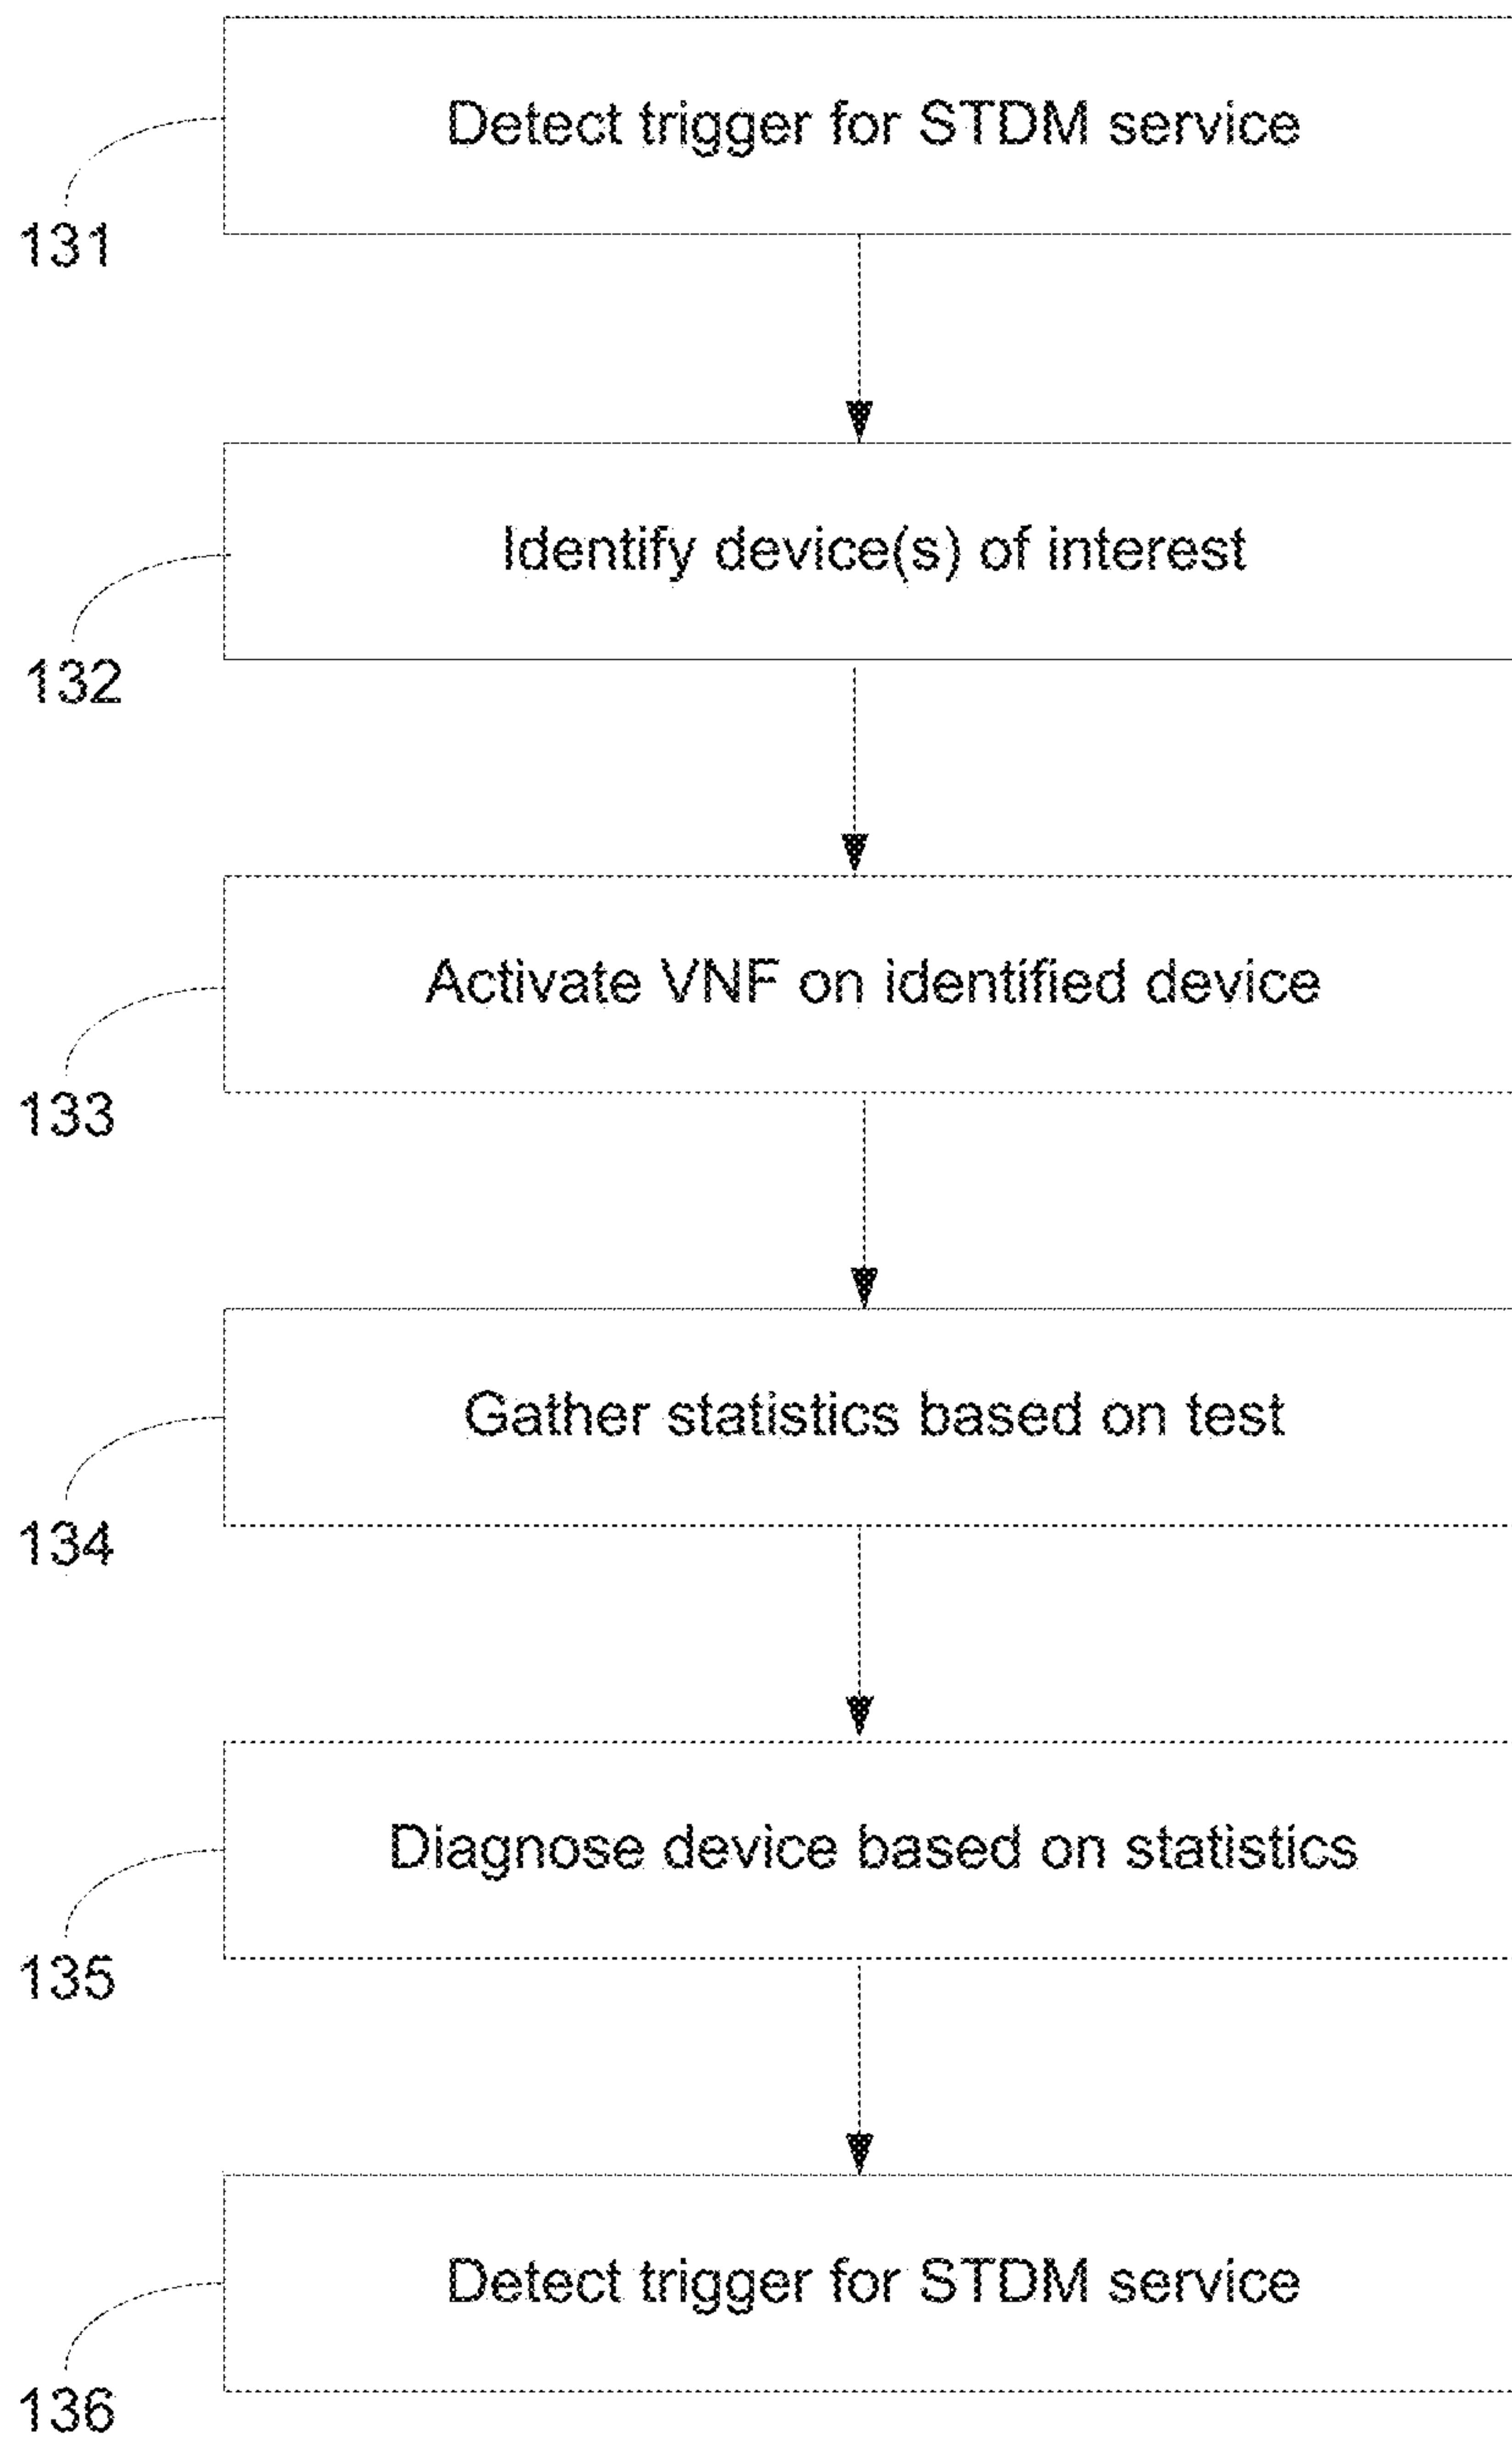 Detect trigger for STDM service
131
Identify device(s) of interest
132
Activate VNF on identified device
133
Gather statistics based on test
134
Diagnose device based on statistics
135
Detect trigger for STDM service
136